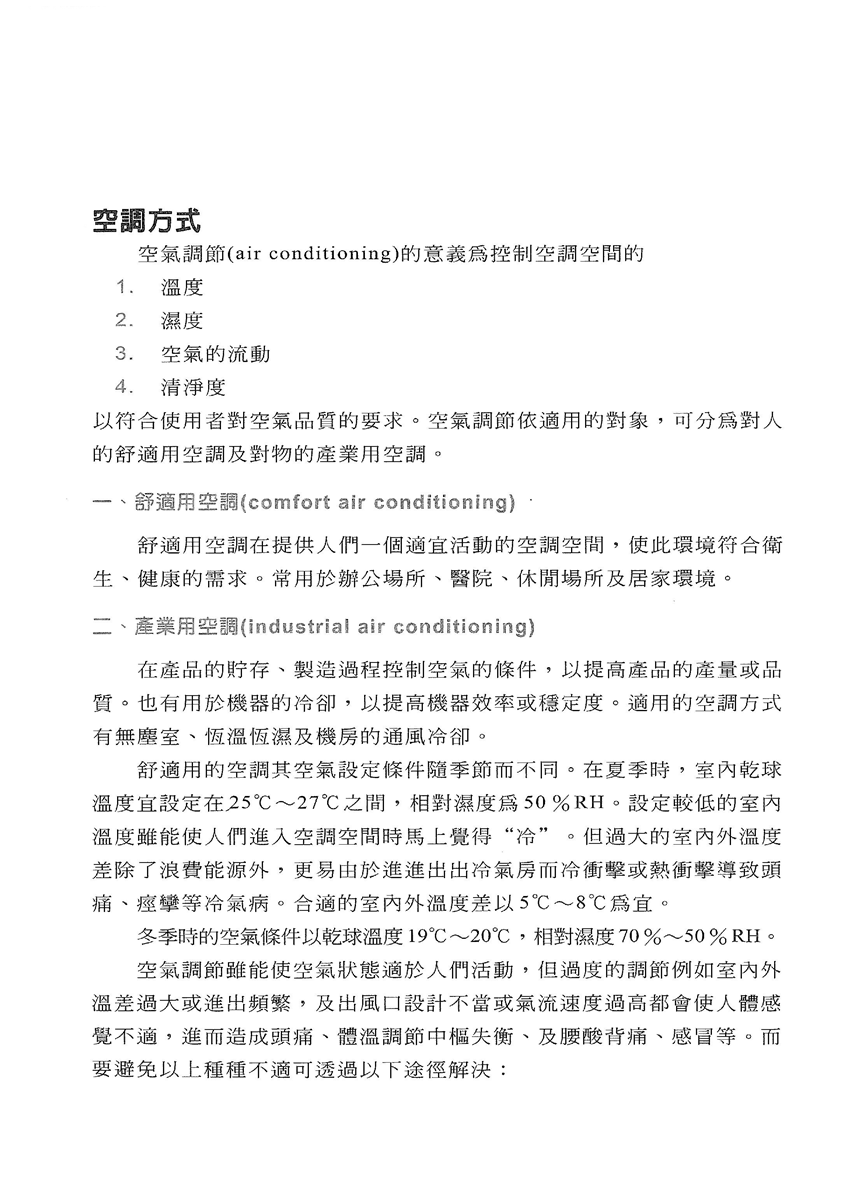 空調方式
空氣調節(air conditioning)的意義爲控制空調空間的
1. 溫度
2. 濕度
3. 空氣的流動
4. 清淨度
以符合使用者對空氣品質的要求。空氣調節依適用的對象，可分爲對人
的舒適用空調及對物的產業用空調。
一、舒適用空調(comfort air conditioning)
舒適用空調在提供人們一個適宜活動的空調空間，使此環境符合衛
生、健康的需求。常用於辦公場所、醫院、休閒場所及居家環境。
二、產業用空調(industrial air conditioning)
在產品的貯存、製造過程控制空氣的條件，以提高產品的產量或品
質。也有用於機器的冷卻，以提高機器效率或穩定度。適用的空調方式
有無塵室、恆溫恆濕及機房的通風冷卻。
舒適用的空調其空氣設定條件隨季節而不同。在夏季時，室內乾球
溫度宜設定在25℃～27℃之間，相對濕度爲50％RH。設定較低的室內
溫度雖能使人們進入空調空間時馬上覺得“冷”。但過大的室內外溫度
差除了浪費能源外，更易由於進進出出冷氣房而冷衝擊或熱衝擊導致頭
痛、痙攣等冷氣病。合適的室內外溫度差以5℃～8℃爲宜。
冬季時的空氣條件以乾球溫度19℃～20℃，相對濕度70％～50％RH。
空氣調節雖能使空氣狀態適於人們活動，但過度的調節例如室內外
溫差過大或進出頻繁，及出風口設計不當或氣流速度過高都會使人體感
覺不適，進而造成頭痛、體溫調節中樞失衡、及腰酸背痛、感冒等。而
要避免以上種種不適可透過以下途徑解決：